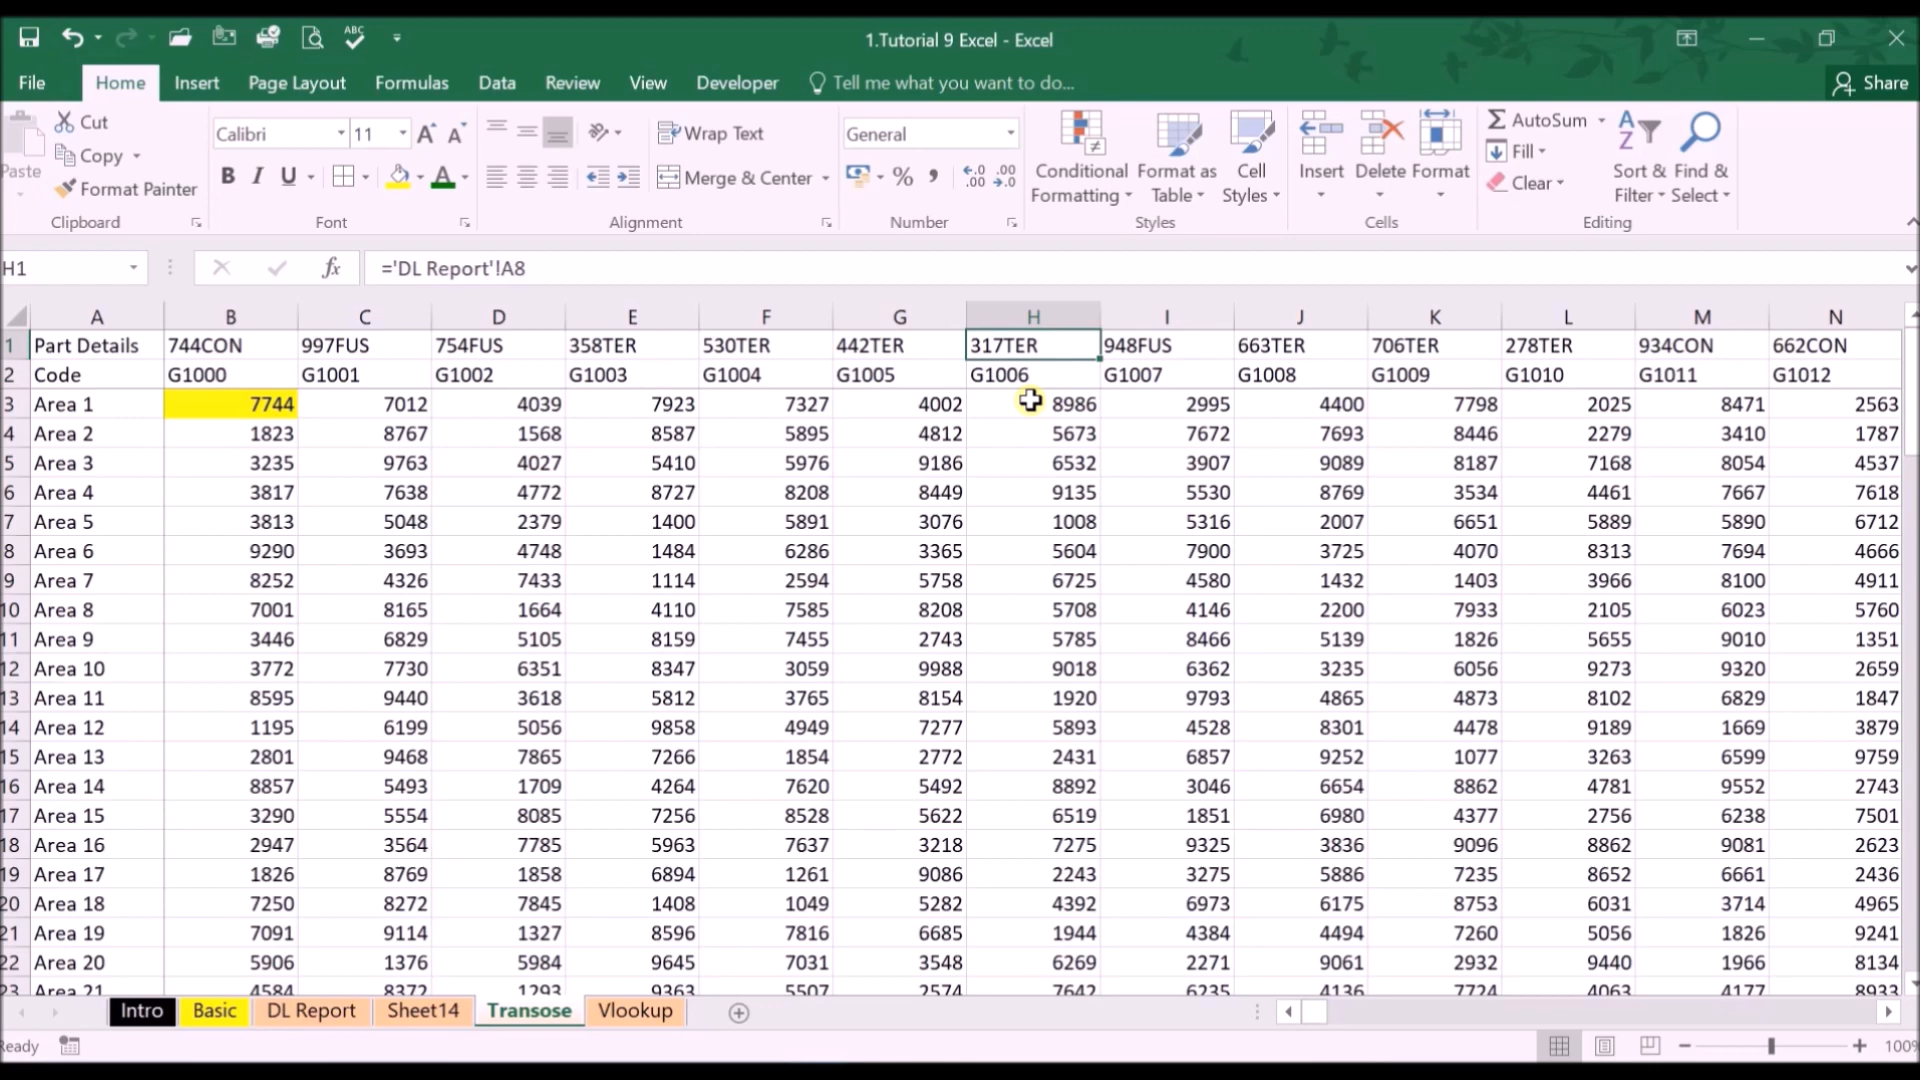 ABC
1.Tutorial 9 Excel - Excel
File Home Insert Page Layout Formulas Data Review View Developer Tell me what you want to do... Share
Cut
Copy
Format Painter
Paste
Clipboard
Calibri 11
B I U
Font
Wrap Text
Merge & Center
Alignment
General
Number
Conditional Formatting
Format as Table
Cell Styles
Styles
Insert Delete Format
Cells
AutoSum
Fill
Clear
Sort & Filter
Find & Select
Editing
H1 fx ='DL Report'!A8
A B C D E F G H I J K L M N
1 Part Details 744CON 997FUS 754FUS 358TER 530TER 442TER 317TER 948FUS 663TER 706TER 278TER 934CON 662CON
2 Code G1000 G1001 G1002 G1003 G1004 G1005 G1006 G1007 G1008 G1009 G1010 G1011 G1012
3 Area 1 7744 7012 4039 7923 7327 4002 8986 2995 4400 7798 2025 8471 2563
4 Area 2 1823 8767 1568 8587 5895 4812 5673 7672 7693 8446 2279 3410 1787
5 Area 3 3235 9763 4027 5410 5976 9186 6532 3907 9089 8187 7168 8054 4537
6 Area 4 3817 7638 4772 8727 8208 8449 9135 5530 8769 3534 4461 7667 7618
7 Area 5 3813 5048 2379 1400 5891 3076 1008 5316 2007 6651 5889 5890 6712
8 Area 6 9290 3693 4748 1484 6286 3365 5604 7900 3725 4070 8313 7694 4666
9 Area 7 8252 4326 7433 1114 2594 5758 6725 4580 1432 1403 3966 8100 4911
10 Area 8 7001 8165 1664 4110 7585 8208 5708 4146 2200 7933 2105 6023 5760
11 Area 9 3446 6829 5105 8159 7455 2743 5785 8466 5139 1826 5655 9010 1351
12 Area 10 3772 7730 6351 8347 3059 9988 9018 6362 3235 6056 9273 9320 2659
13 Area 11 8595 9440 3618 5812 3765 8154 1920 9793 4865 4873 8102 6829 1847
14 Area 12 1195 6199 5056 9858 4949 7277 5893 4528 8301 4478 9189 1669 3879
15 Area 13 2801 9468 7865 7266 1854 2772 2431 6857 9252 1077 3263 6599 9759
16 Area 14 8857 5493 1709 4264 7620 5492 8892 3046 6654 8862 4781 9552 2743
17 Area 15 3290 5554 8085 7256 8528 5622 6519 1851 6980 4377 2756 6238 7501
18 Area 16 2947 3564 7785 5963 7637 3218 7275 9325 3836 9096 8862 9081 2623
19 Area 17 1826 8769 1858 6894 1261 9086 2243 3275 5886 7235 8652 6661 2436
20 Area 18 7250 8272 7845 1408 1049 5282 4392 6973 6175 8753 6031 3714 4965
21 Area 19 7091 9114 1327 8596 7816 6685 1944 4384 4494 7260 5056 1826 9241
22 Area 20 5906 1376 5984 9645 7031 3548 6269 2271 9061 2932 9440 1966 8134
23 Area 21 4584 8372 1293 9363 5507 2574 7642 6235 4136 7724 4063 4177 8933
Intro Basic DL Report Sheet14 Transose Vlookup
Ready 100%